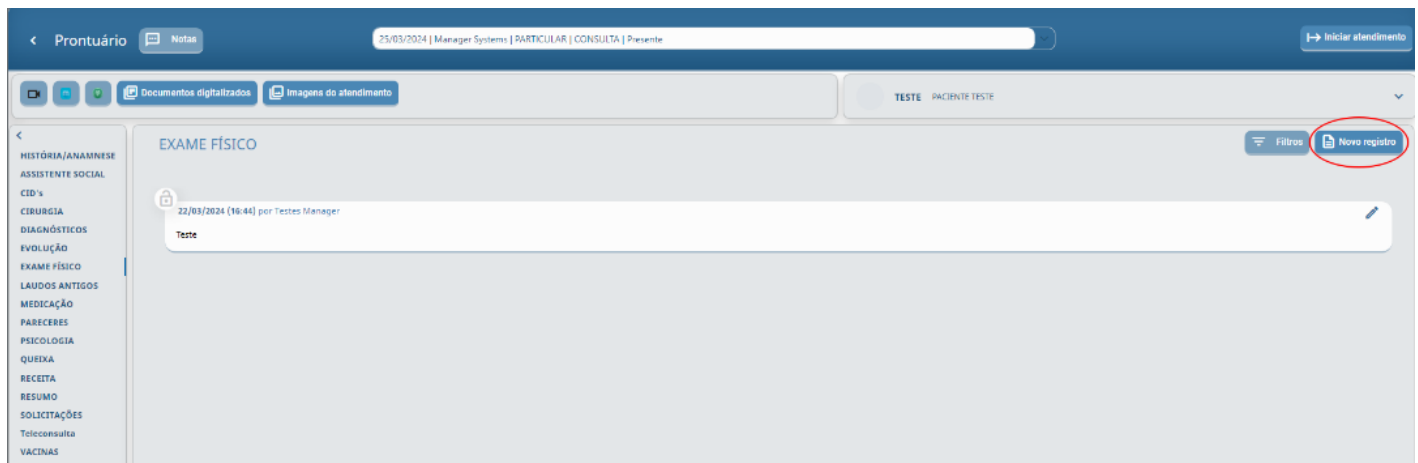 Prontuário Notas 25/03/2024 | Manager Systems | PARTICULAR | CONSULTA | Presente Iniciar atendimento
Documentos digitalizados Imagens do atendimento TESTE PACIENTE TESTE
HISTÓRIA/ANAMNESE
ASSISTENTE SOCIAL
CID's
CIRURGIA
DIAGNÓSTICOS
EVOLUÇÃO
EXAME FÍSICO
LAUDOS ANTIGOS
MEDICAÇÃO
PARECERES
PSICOLOGIA
QUEIXA
RECEITA
RESUMO
SOLICITAÇÕES
Teleconsulta
VACINAS
EXAME FÍSICO Filtros Novo registro
22/03/2024 (16:44) por Testes Manager
Teste